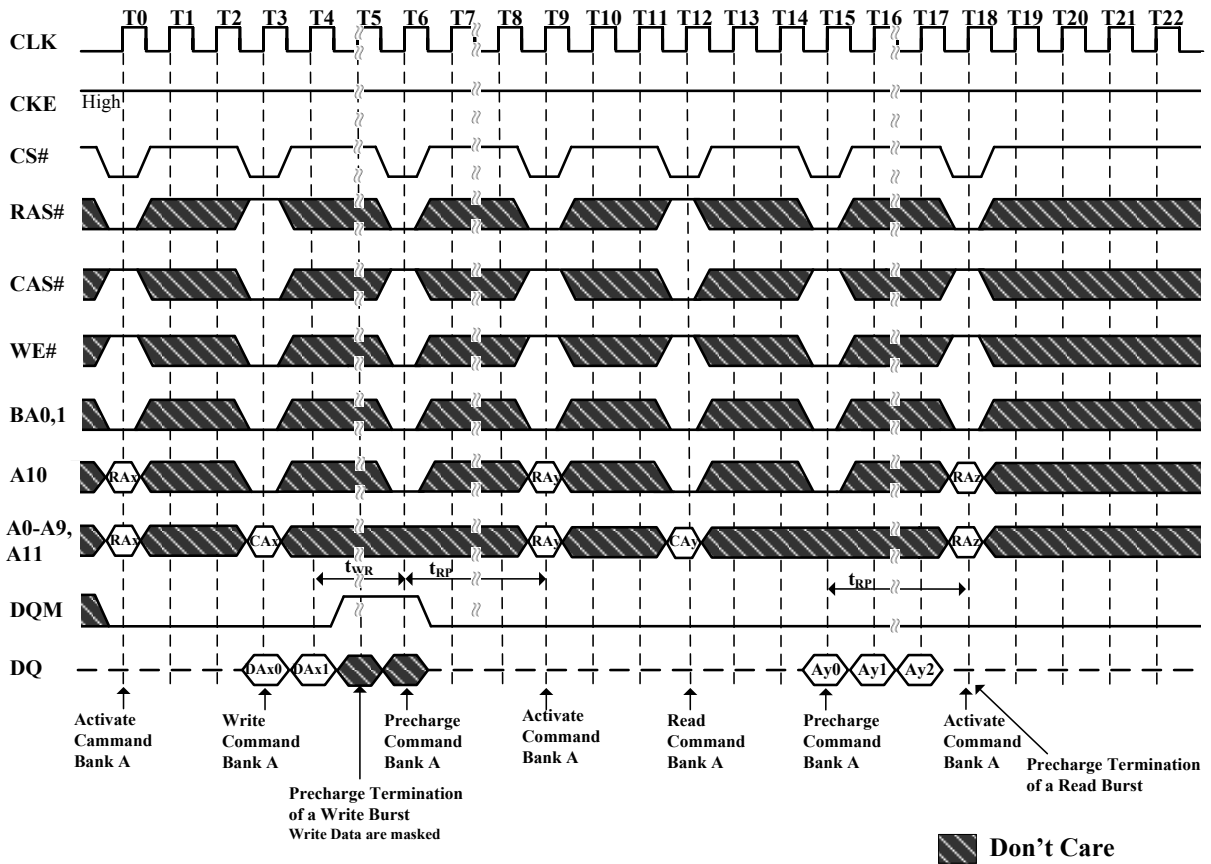 T0 T1 T2 T3 T4 T5 T6 T7 T8 T9 T10 T11 T12 T13 T14 T15 T16 T17 T18 T19 T20 T21 T22
CLK
CKE High
CS#
RAS#
CAS#
WE#
BA0,1
A10 RAx RAy RAz
A0-A9,
A11 RAx CAx RAy CAy RAz
tWR tRP tRP
DQM
DQ DAx0 DAx1 Ay0 Ay1 Ay2
Activate
Cammand
Bank A
Write
Command
Bank A
Precharge
Command
Bank A
Activate
Command
Bank A
Read
Command
Bank A
Precharge
Command
Bank A
Activate
Command
Bank A
Precharge Termination
of a Read Burst
Precharge Termination
of a Write Burst
Write Data are masked
Don't Care